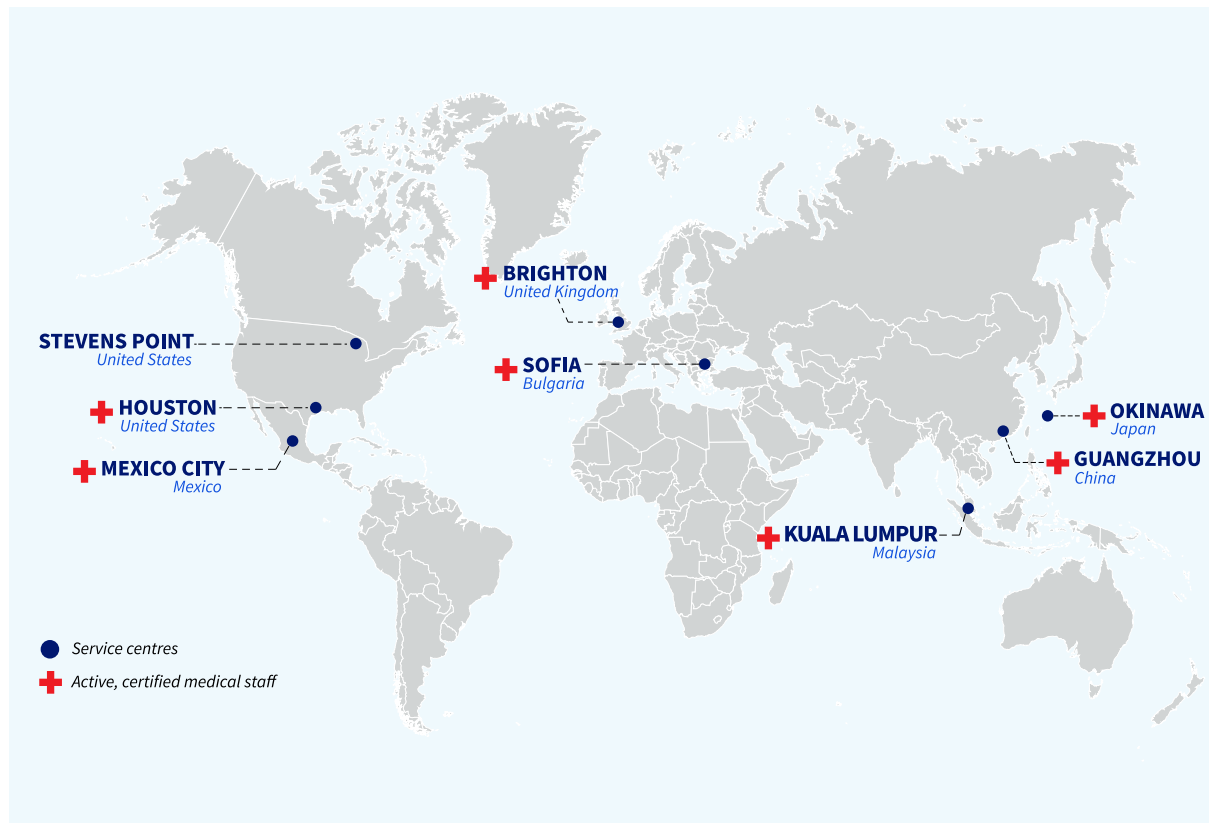 BRIGHTON
United Kingdom
STEVENS POINT
United States
SOFIA
Bulgaria
HOUSTON
United States
OKINAWA
Japan
MEXICO CITY
Mexico
GUANGZHOU
China
KUALA LUMPUR
Malaysia
Service centres
Active, certified medical staff